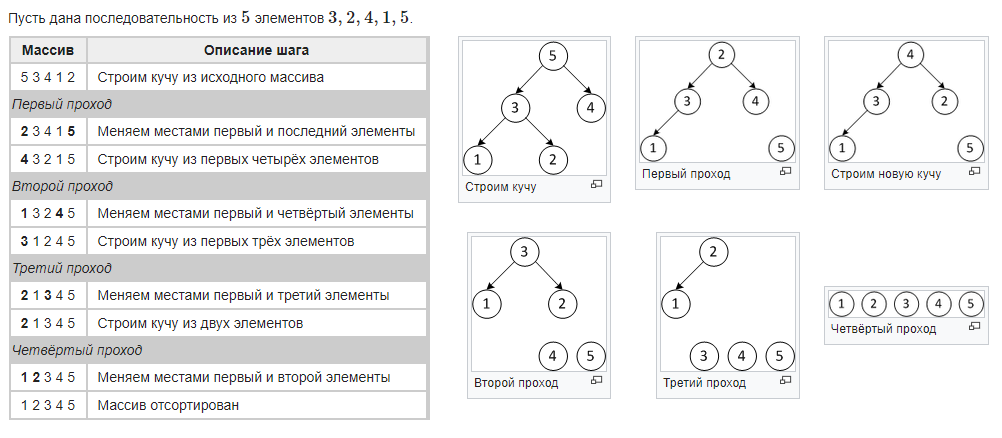 Пусть дана последовательность из 5 элементов 3, 2, 4, 1, 5.
Массив Описание шага
5 3 4 1 2 Строим кучу из исходного массива
Первый проход
2 3 4 1 5 Меняем местами первый и последний элементы
4 3 2 1 5 Строим кучу из первых четырёх элементов
Второй проход
1 3 2 4 5 Меняем местами первый и четвёртый элементы
3 1 2 4 5 Строим кучу из первых трёх элементов
Третий проход
2 1 3 4 5 Меняем местами первый и третий элементы
2 1 3 4 5 Строим кучу из двух элементов
Четвёртый проход
1 2 3 4 5 Меняем местами первый и второй элементы
1 2 3 4 5 Массив отсортирован
5
3 4
1 2
Строим кучу
2
3 4
1 5
Первый проход
4
3 2
1 5
Строим новую кучу
3
1 2
4 5
Второй проход
2
1
3 4 5
Третий проход
1 2 3 4 5
Четвёртый проход